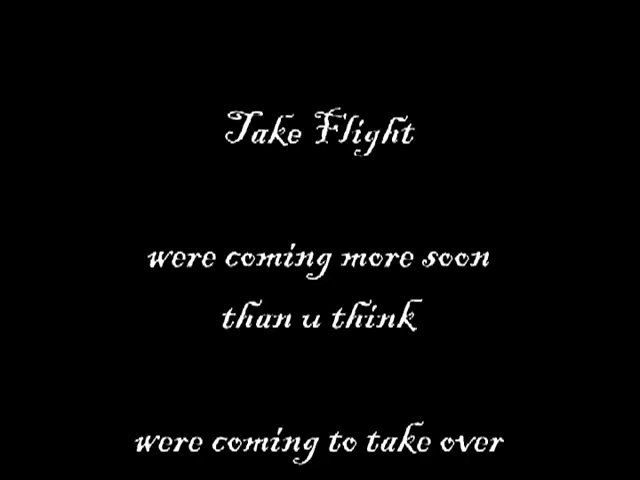 Take Flight
were coming more soon
than u think
were coming to take over